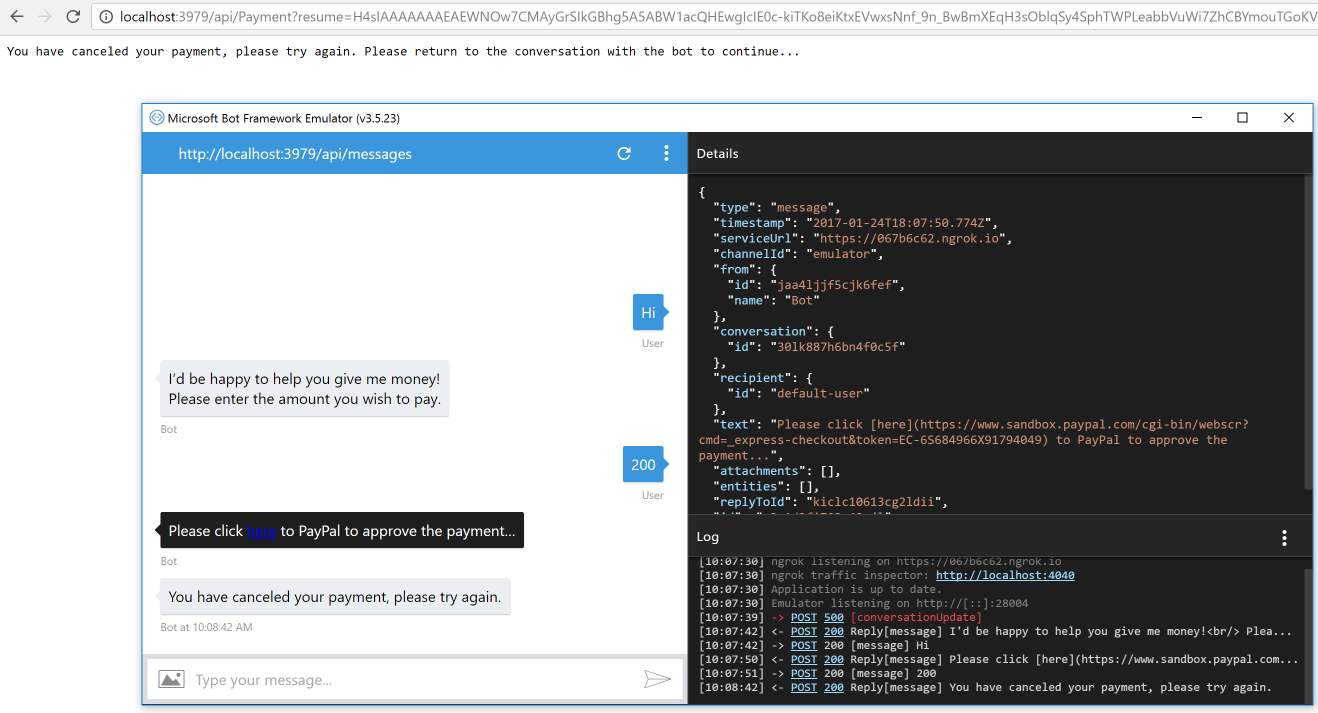 localhost:3979/api/Payment?resume=H4sIAAAAAAAEAEWNOw7CMAyGrSIkGBhg5A5ABW1acQHEwgIcIE0c-kiTKo8eiKtxEVwxsNnf_9n_BwBmXEqH3sOblqSy4SphTWPLeabbVuWi7ZhCBYmouTGoKV
You have canceled your payment, please try again. Please return to the conversation with the bot to continue...
Microsoft Bot Framework Emulator (v3.5.23)
http://localhost:3979/api/messages
Details
Hi
User
I’d be happy to help you give me money!
Please enter the amount you wish to pay.
Bot
200
User
Please click here to PayPal to approve the payment...
Bot
You have canceled your payment, please try again.
Bot at 10:08:42 AM
Type your message...
{
"type": "message",
"timestamp": "2017-01-24T18:07:50.774Z",
"serviceUrl": "https://067b6c62.ngrok.io",
"channelId": "emulator",
"from": {
"id": "jaa4ljjf5cjk6fef",
"name": "Bot"
},
"conversation": {
"id": "30lk887h6bn4f0c5f"
},
"recipient": {
"id": "default-user"
},
"text": "Please click [here](https://www.sandbox.paypal.com/cgi-bin/webscr?
cmd=_express-checkout&token=EC-6S684966X91794049) to PayPal to approve the
payment...",
"attachments": [],
"entities": [],
"replyToId": "kiclc10613cg2ldii",
Log
[10:07:30] ngrok listening on https://067b6c62.ngrok.io
[10:07:30] ngrok traffic inspector: http://localhost:4040
[10:07:30] Application is up to date.
[10:07:30] Emulator listening on http://[::]:28004
[10:07:39] -> POST 500 [conversationUpdate]
[10:07:42] <- POST 200 Reply[message] I'd be happy to help you give me money!<br/> Plea...
[10:07:42] -> POST 200 [message] Hi
[10:07:50] <- POST 200 Reply[message] Please click [here](https://www.sandbox.paypal.com...
[10:07:51] -> POST 200 [message] 200
[10:08:42] <- POST 200 Reply[message] You have canceled your payment, please try again.